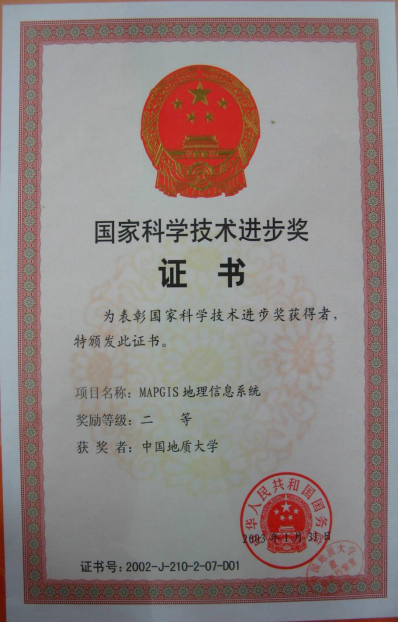 国家科学技术进步奖
证书
为表彰国家科学技术进步奖获得者，
特颁发此证书。
项目名称：MAPGIS 地理信息系统
奖励等级：二 等
获 奖 者：中国地质大学
中华人民共和国国务院
2003年1月31日
证书号：2002-J-210-2-07-D01